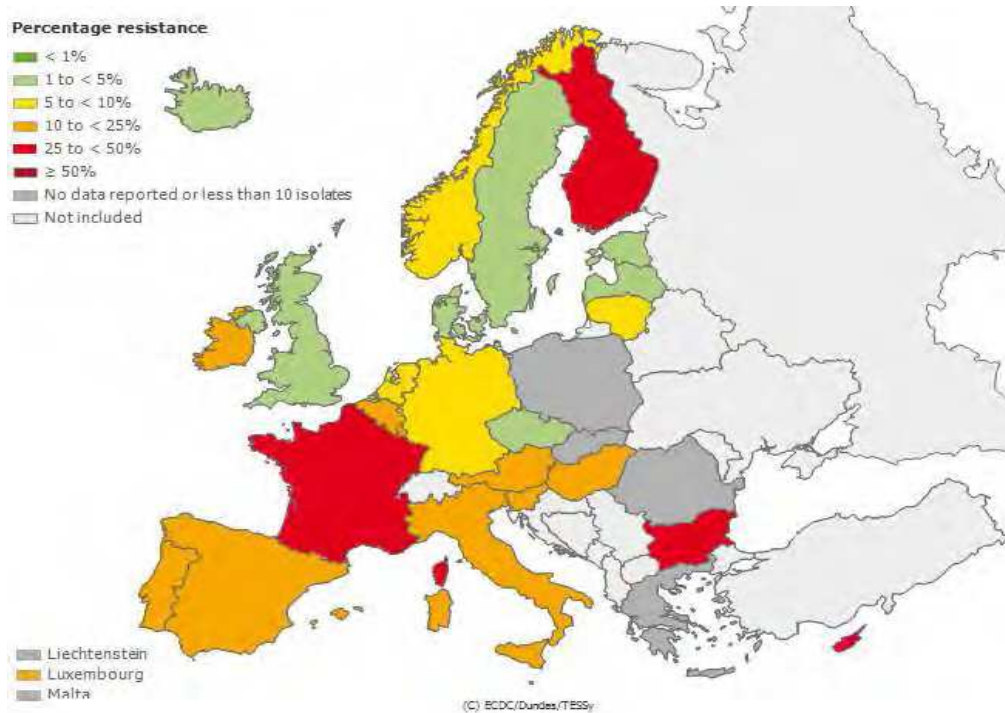 Percentage resistance
< 1%
1 to < 5%
5 to < 10%
10 to < 25%
25 to < 50%
≥ 50%
No data reported or less than 10 isolates
Not included
Liechtenstein
Luxembourg
Malta
(C) ECDC/Dundas/TESSy